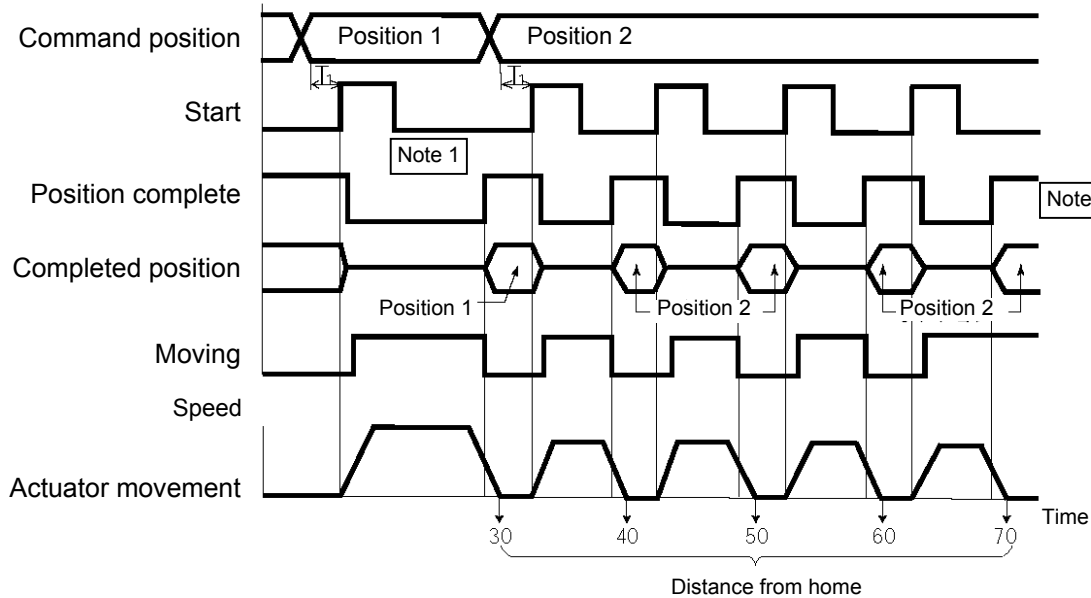 Command position
Position 1
Position 2
T1
T1
Start
Note 1
Position complete
Note
Completed position
Position 1
Position 2
Position 2
Moving
Speed
Actuator movement
Time
30
40
50
60
70
Distance from home